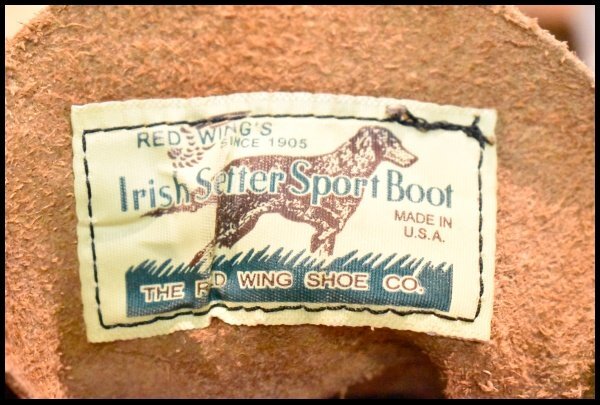 RED WING'S
SINCE 1905
Irish Setter Sport Boot
MADE IN
U.S.A.
THE RED WING SHOE CO.